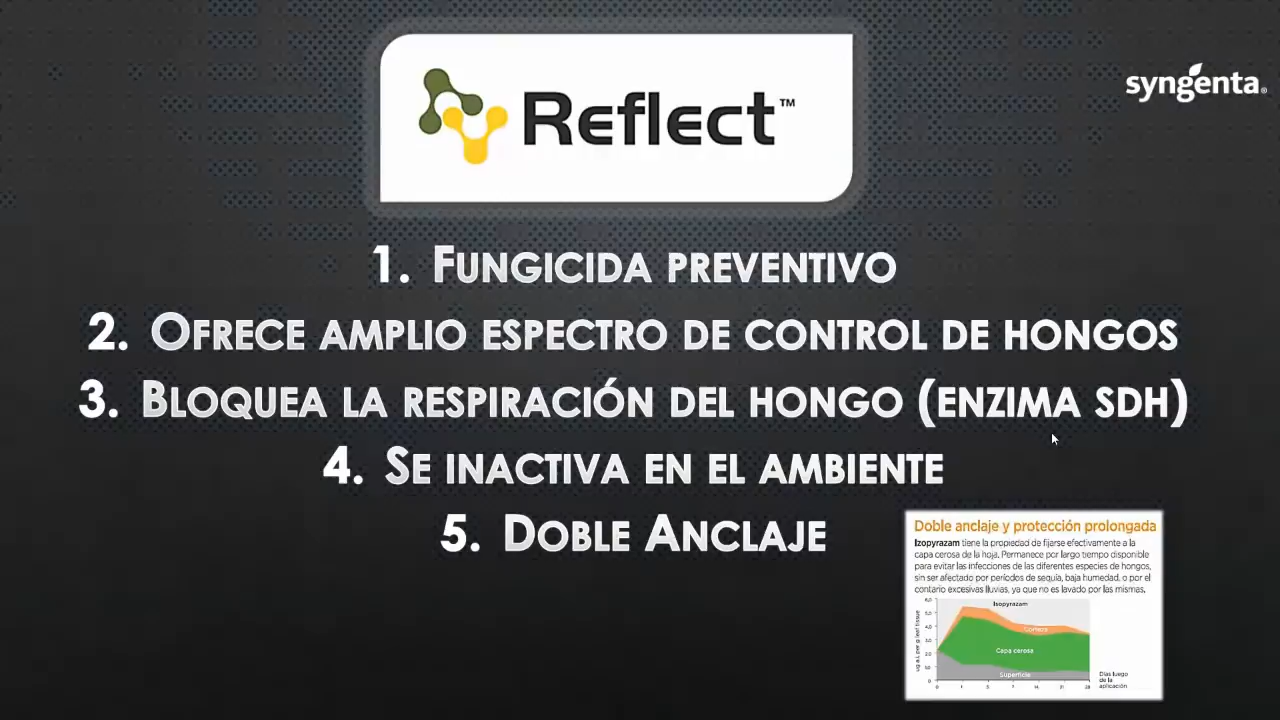 Reflect™
syngenta®
1. FUNGICIDA PREVENTIVO
2. OFRECE AMPLIO ESPECTRO DE CONTROL DE HONGOS
3. BLOQUEA LA RESPIRACIÓN DEL HONGO (ENZIMA SDH)
4. SE INACTIVA EN EL AMBIENTE
5. DOBLE ANCLAJE
Doble anclaje y protección prolongada
Izopyrazam tiene la propiedad de fijarse efectivamente a la
capa cerosa de la hoja. Permanece por largo tiempo disponible
para evitar las infecciones de las diferentes especies de hongos,
sin ser afectado por períodos de sequía, baja humedad, o por el
contario excesivas lluvias, ya que no es lavado por las mismas.
Isopyrazam
Capa cerosa
Superficie
Días luego
de la
aplicación